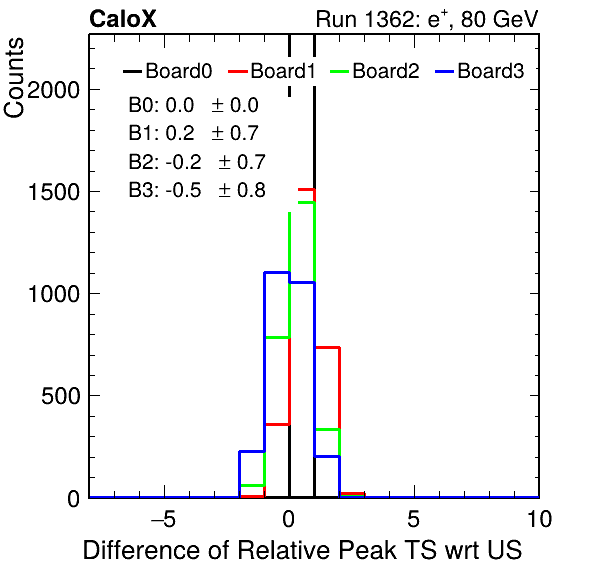 CaloX Run 1362: e⁺, 80 GeV
Counts
Board0 Board1 Board2 Board3
B0: 0.0 ± 0.0
B1: 0.2 ± 0.7
B2: -0.2 ± 0.7
B3: -0.5 ± 0.8
2000
1500
1000
500
0
−5 0 5 10
Difference of Relative Peak TS wrt US